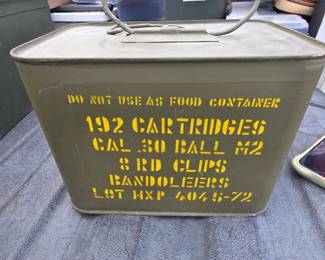 DO NOT USE AS FOOD CONTAINER
192 CARTRIDGES
CAL .30 BALL M2
8 RD CLIPS
BANDOLEERS
LOT HXP 4045-72